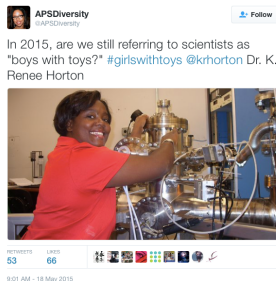 APSDiversity
@APSDiversity
Follow
In 2015, are we still referring to scientists as
"boys with toys?" #girlswithtoys @krhorton Dr. K.
Renee Horton
RETWEETS LIKES
53 66
9:01 AM - 18 May 2015